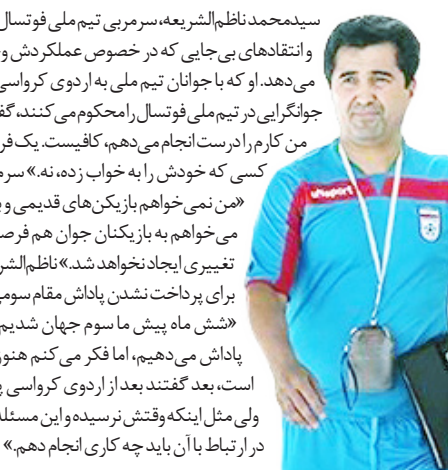 سیدمحمد ناظم‌الشریعه، سرمربی تیم ملی فوتسال
و انتقادهای بی‌جایی که در خصوص عملکردش و
می‌دهد. او که با جوانان تیم ملی به اردوی کرواسی
جوانگرایی در تیم ملی فوتسال را محکوم می‌کنند، گف
من کارم را درست انجام می‌دهم، کافیست. یک فر
کسی که خودش را به خواب زده، نه.» سرم
«من نمی‌خواهم بازیکن‌های قدیمی و ب
می‌خواهم به بازیکنان جوان هم فرص
تغییری ایجاد نخواهد شد.» ناظم‌الشر
برای پرداخت نشدن پاداش مقام سومی
«شش ماه پیش ما سوم جهان شدیم
پاداش می‌دهیم، اما فکر می‌کنم هنو
است، بعد گفتند بعد از اردوی کرواسی پ
ولی مثل اینکه وقتش نرسیده و این مسئله
در ارتباط با آن باید چه کاری انجام دهم.»
uhlsport